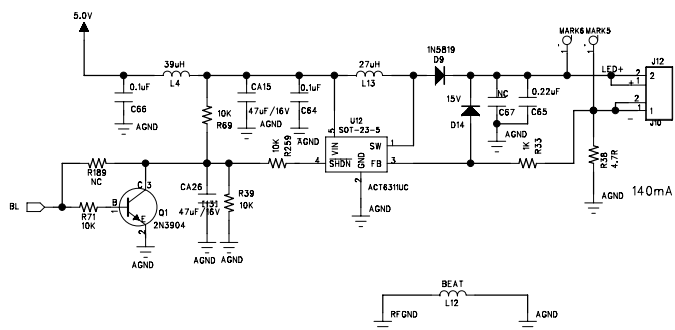 5.0V
39uH
L4
0.1uF
C66
AGND
10K
R69
CA15
47uF/16V
AGND
0.1uF
C64
AGND
27uH
L13
1N5819
D9
MARK6
MARK5
LED+
J12
2
1
+
2
1
-
J10
15V
D14
NC
C67
0.22uF
C65
AGND
U12
SOT-23-5
5
VIN
SW
1
4
SHDN
GND
FB
3
2
ACT6311UC
AGND
10K
R259
1K
R33
R38
4.7R
AGND
140mA
R189
NC
BL
R71
10K
B
1
C
3
E
2
Q1
2N3904
AGND
CA26
47uF/16V
AGND
R39
10K
AGND
BEAT
L12
RFGND
AGND